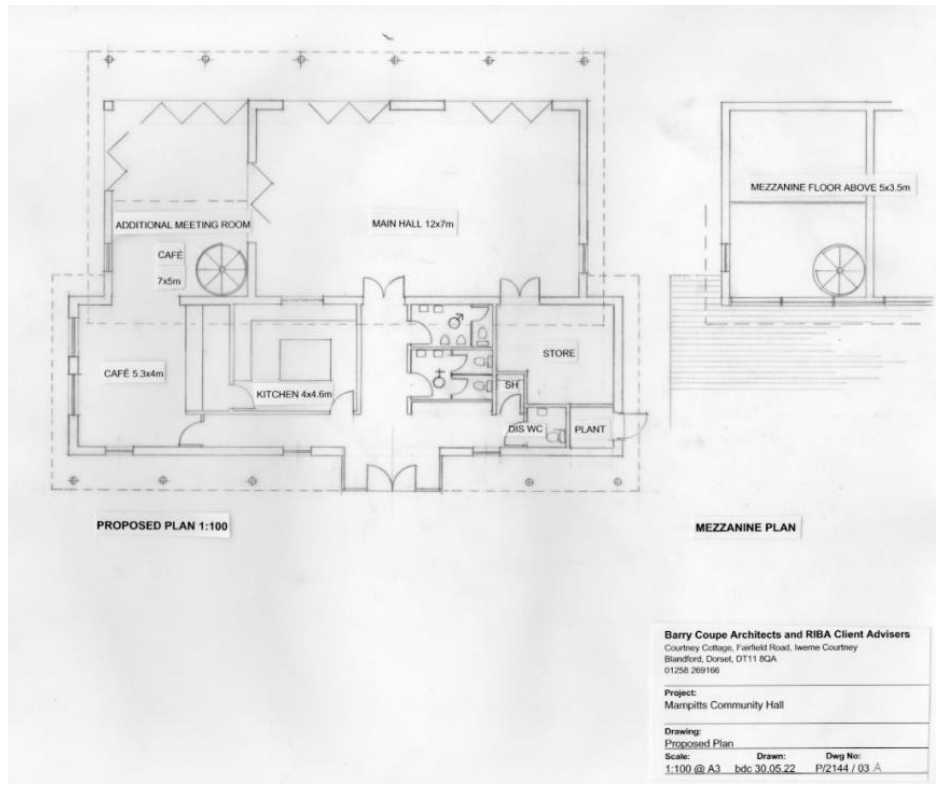 ADDITIONAL MEETING ROOM
MAIN HALL 12x7m
MEZZANINE FLOOR ABOVE 5x3.5m
CAFÉ
7x5m
CAFÉ 5.3x4m
KITCHEN 4x4.6m
STORE
SH
DIS WC
PLANT
PROPOSED PLAN 1:100
MEZZANINE PLAN
Barry Coupe Architects and RIBA Client Advisers
Courtney Cottage, Fairfield Road, Iwerne Courtney
Blandford, Dorset, DT11 8QA
01258 269166
Project:
Mampitts Community Hall
Drawing:
Proposed Plan
Scale: Drawn: Dwg No:
1:100 @ A3 bdc 30.05.22 P/2144 / 03 A